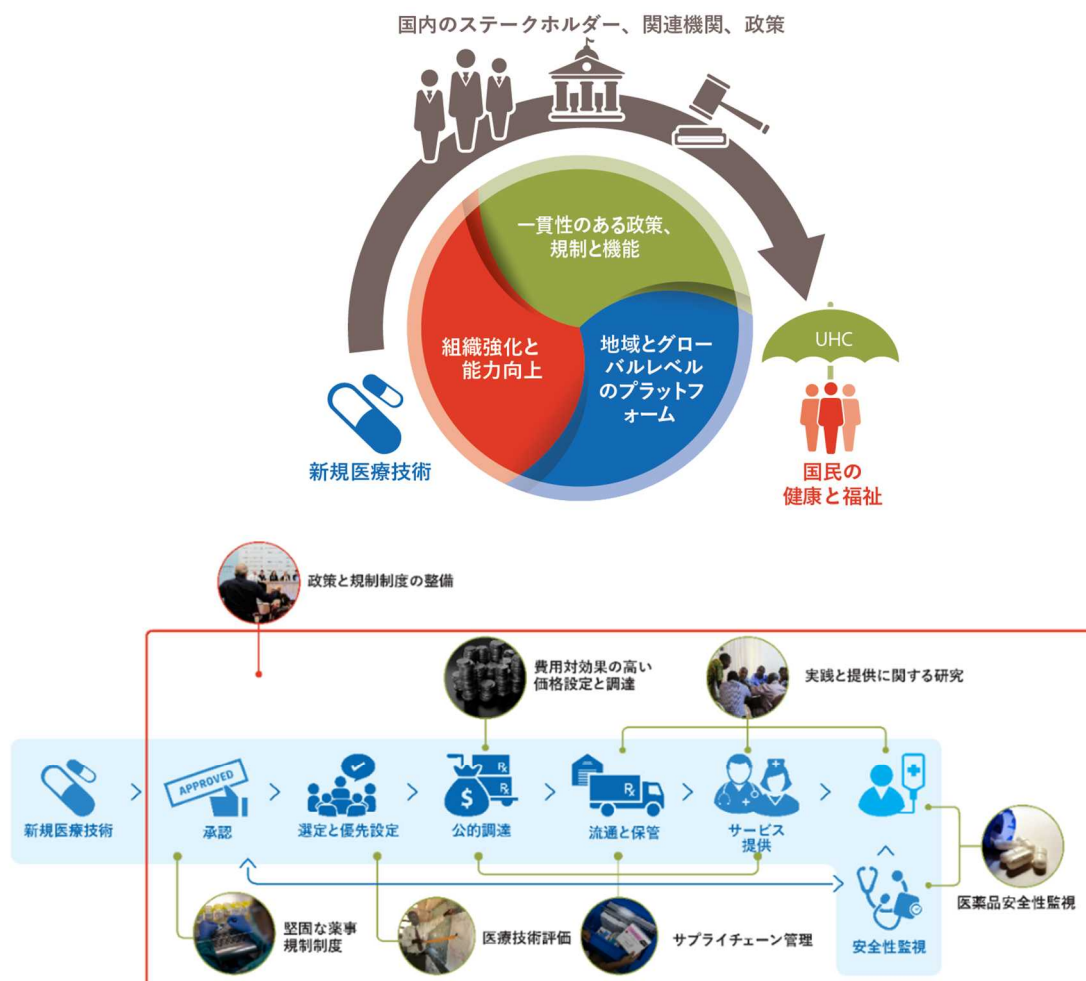 国内のステークホルダー、関連機関、政策
一貫性のある政策、
規制と機能
組織強化と
能力向上
地域とグロー
バルレベル
のプラットフ
ォーム
UHC
新規医療技術
国民の
健康と福祉
政策と規制制度の整備
費用対効果の高い
価格設定と調達
実践と提供に関する研究
APPROVED
$
Rx
Rx
Rx
新規医療技術
承認
選定と優先設定
公的調達
流通と保管
サービス
提供
堅固な薬事
規制制度
医療技術評価
サプライチェーン管理
安全性監視
医薬品安全性監視